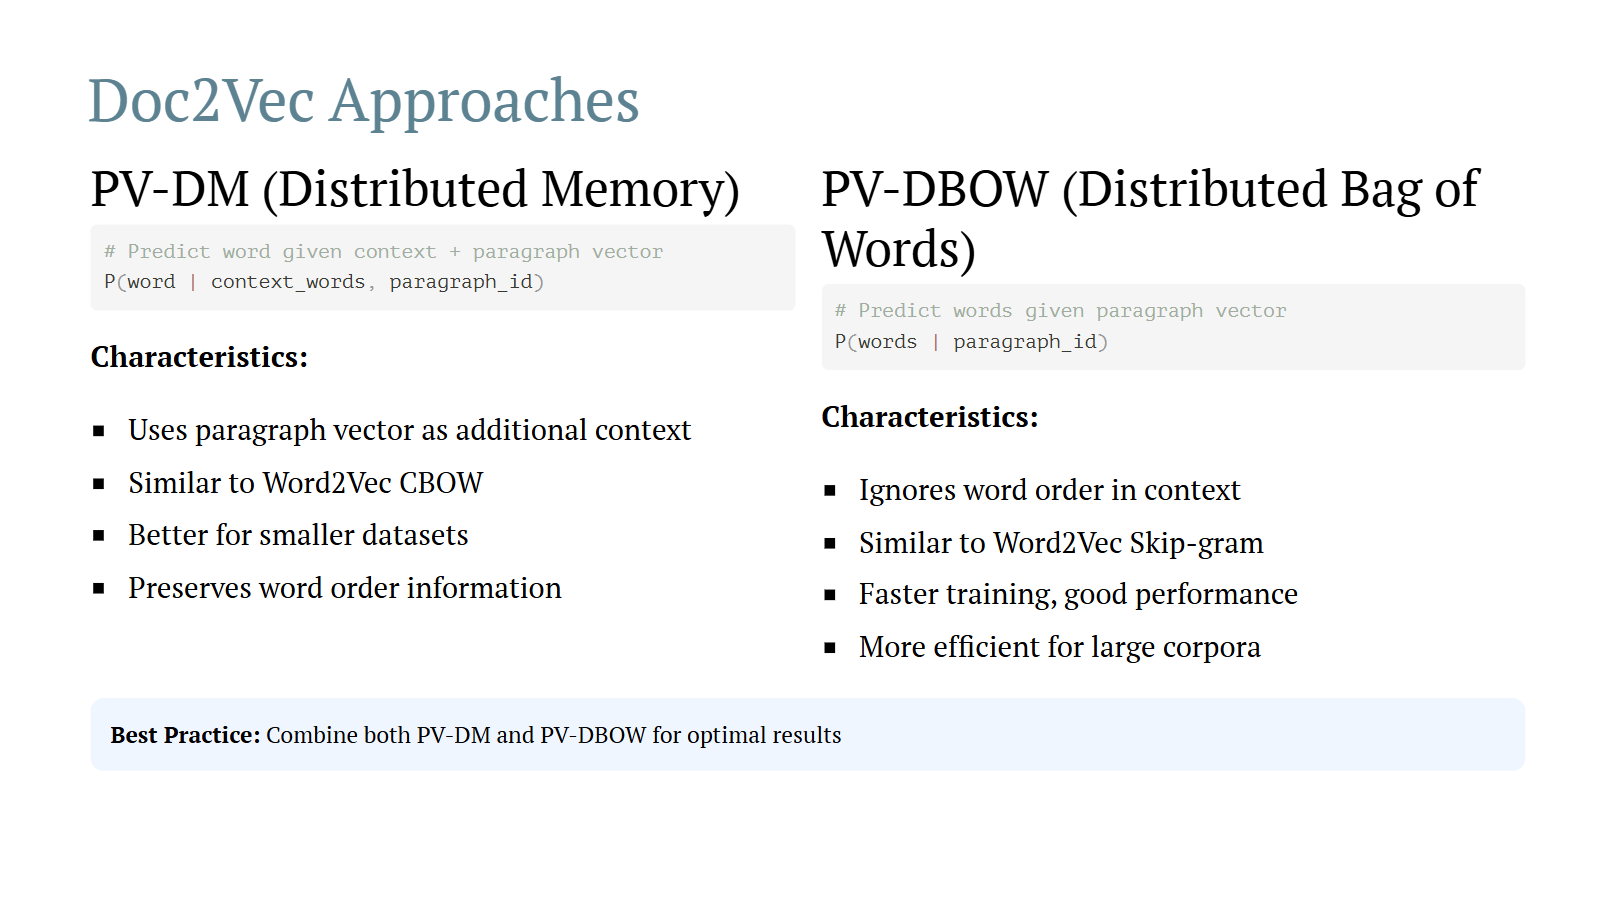 Doc2Vec Approaches
PV-DM (Distributed Memory)
# Predict word given context + paragraph vector
P(word | context_words, paragraph_id)
Characteristics:
Uses paragraph vector as additional context
Similar to Word2Vec CBOW
Better for smaller datasets
Preserves word order information
PV-DBOW (Distributed Bag of
Words)
# Predict words given paragraph vector
P(words | paragraph_id)
Characteristics:
Ignores word order in context
Similar to Word2Vec Skip-gram
Faster training, good performance
More efficient for large corpora
Best Practice: Combine both PV-DM and PV-DBOW for optimal results